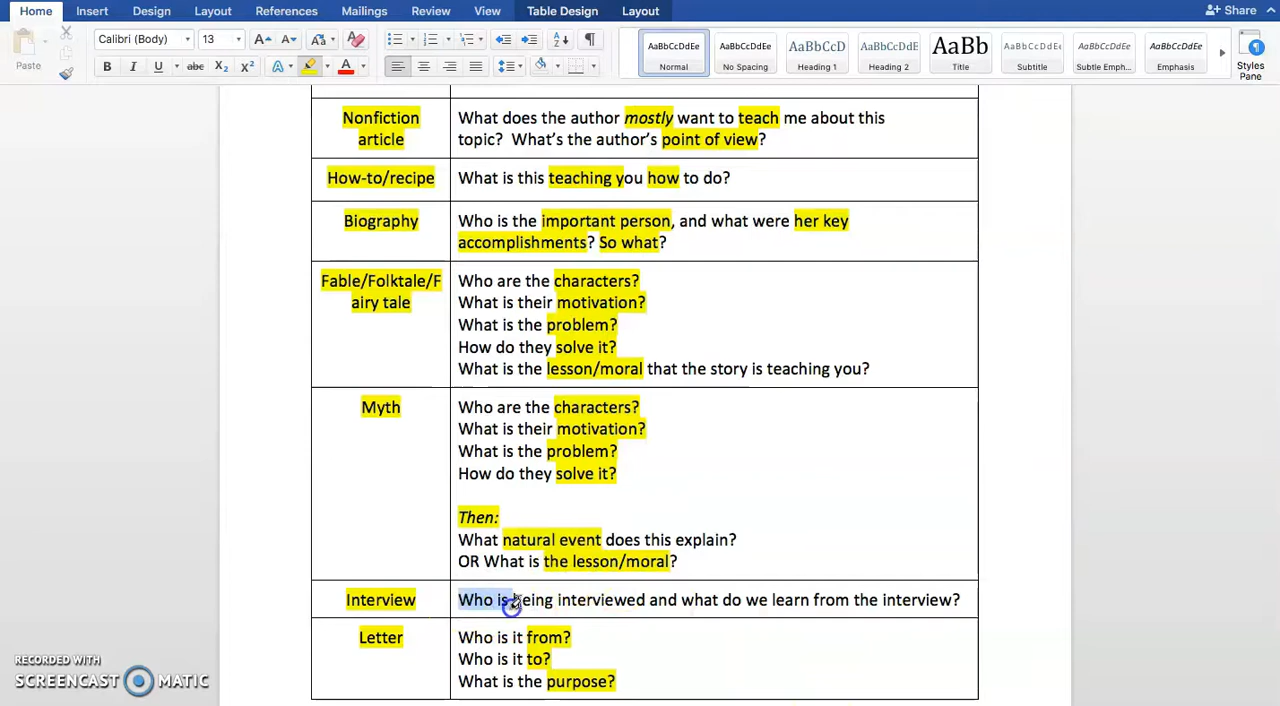 Home Insert Design Layout References Mailings Review View Table Design Layout Share
Paste Calibri (Body) 13 A A Aa A
B I U abc X₂ X² A A
AaBbCcDdEe AaBbCcDdEe AaBbCcD AaBbCcDdEe AaBb AaBbCcDdEe AaBbCcDdEe AaBbCcDdEe
Normal No Spacing Heading 1 Heading 2 Title Subtitle Subtle Emph... Emphasis Styles
Pane
Nonfiction
article
What does the author mostly want to teach me about this
topic? What's the author's point of view?
How-to/recipe
What is this teaching you how to do?
Biography
Who is the important person, and what were her key
accomplishments? So what?
Fable/Folktale/F
airy tale
Who are the characters?
What is their motivation?
What is the problem?
How do they solve it?
What is the lesson/moral that the story is teaching you?
Myth
Who are the characters?
What is their motivation?
What is the problem?
How do they solve it?
Then:
What natural event does this explain?
OR What is the lesson/moral?
Interview
Who is being interviewed and what do we learn from the interview?
Letter
Who is it from?
Who is it to?
What is the purpose?
RECORDED WITH
SCREENCAST MATIC